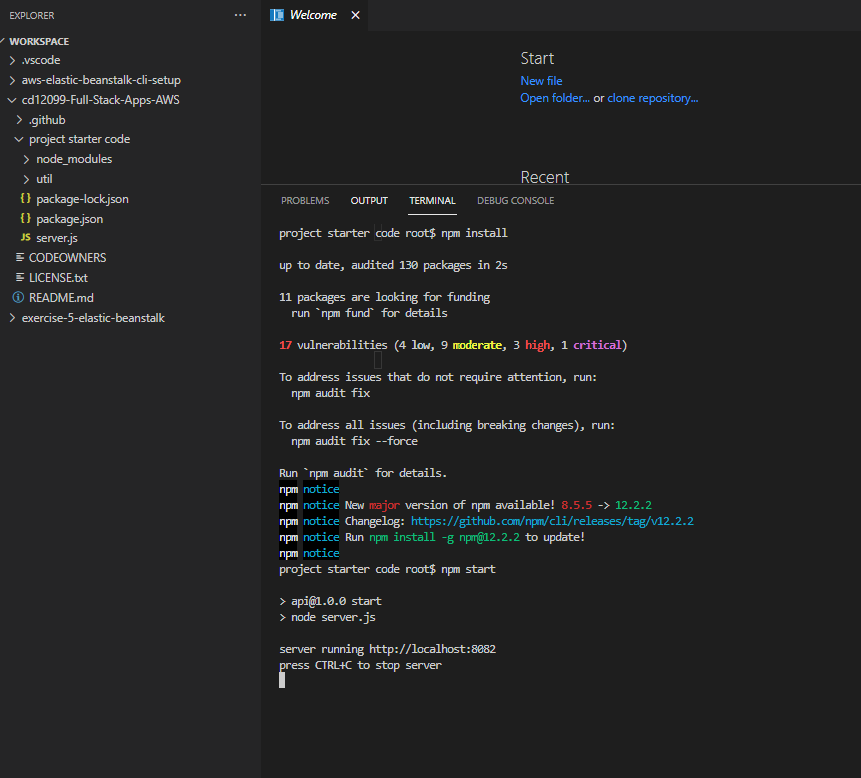 EXPLORER
...
WORKSPACE
.vscode
aws-elastic-beanstalk-cli-setup
cd12099-Full-Stack-Apps-AWS
.github
project starter code
node_modules
util
{} package-lock.json
{} package.json
JS server.js
CODEOWNERS
LICENSE.txt
README.md
exercise-5-elastic-beanstalk
Welcome
Start
New file
Open folder... or clone repository...
Recent
PROBLEMS OUTPUT TERMINAL DEBUG CONSOLE
project starter code root$ npm install
up to date, audited 130 packages in 2s
11 packages are looking for funding
run `npm fund` for details
17 vulnerabilities (4 low, 9 moderate, 3 high, 1 critical)
To address issues that do not require attention, run:
npm audit fix
To address all issues (including breaking changes), run:
npm audit fix --force
Run `npm audit` for details.
npm notice
npm notice New major version of npm available! 8.5.5 -> 12.2.2
npm notice Changelog: https://github.com/npm/cli/releases/tag/v12.2.2
npm notice Run npm install -g npm@12.2.2 to update!
npm notice
project starter code root$ npm start
> api@1.0.0 start
> node server.js
server running http://localhost:8082
press CTRL+C to stop server